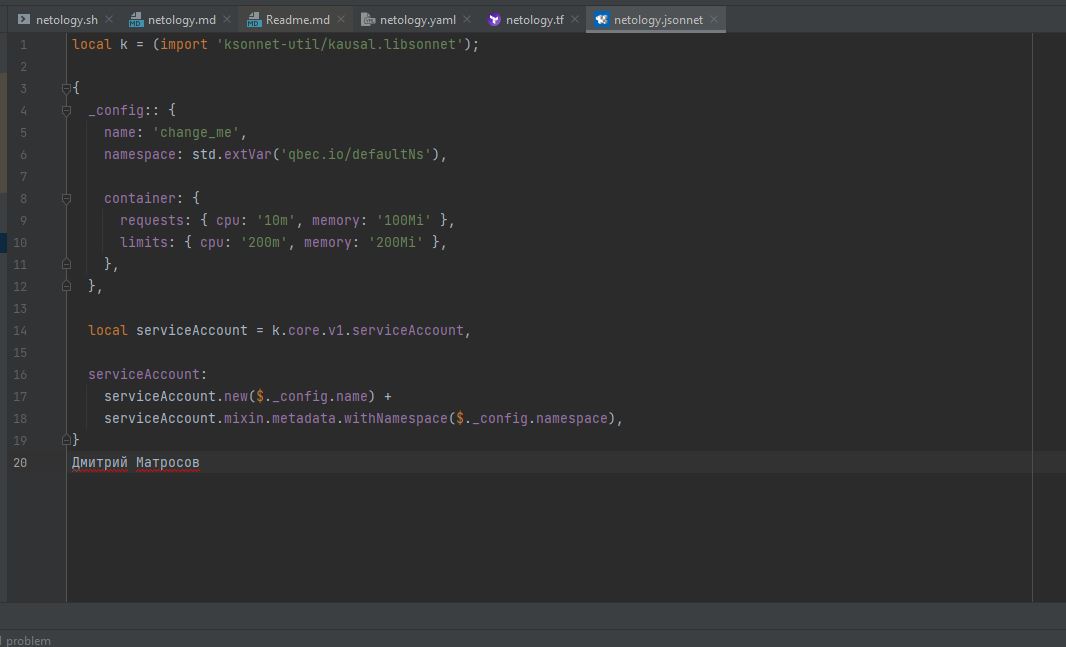 netology.sh netology.md Readme.md netology.yaml netology.tf netology.jsonnet
1 local k = (import 'ksonnet-util/kausal.libsonnet');
2
3 {
4   _config:: {
5     name: 'change_me',
6     namespace: std.extVar('qbec.io/defaultNs'),
7
8     container: {
9       requests: { cpu: '10m', memory: '100Mi' },
10       limits: { cpu: '200m', memory: '200Mi' },
11     },
12   },
13
14   local serviceAccount = k.core.v1.serviceAccount,
15
16   serviceAccount:
17     serviceAccount.new($._config.name) +
18     serviceAccount.mixin.metadata.withNamespace($._config.namespace),
19 }
20 Дмитрий Матросов
problem